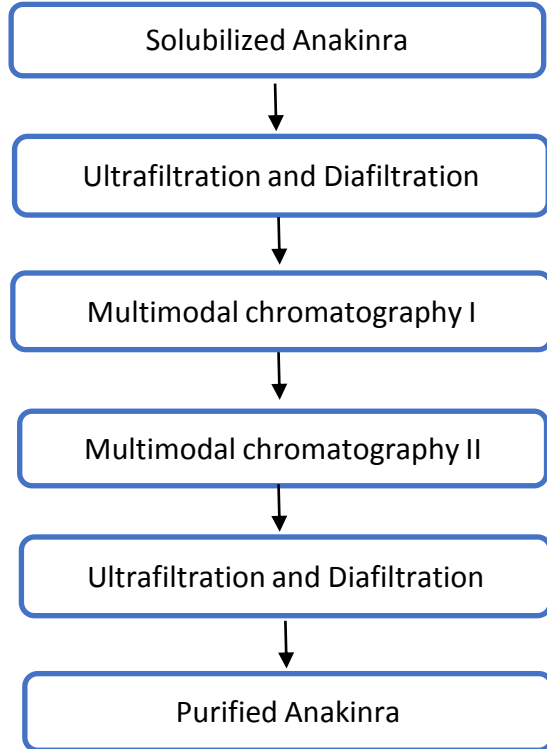 Solubilized Anakinra
Ultrafiltration and Diafiltration
Multimodal chromatography I
Multimodal chromatography II
Ultrafiltration and Diafiltration
Purified Anakinra